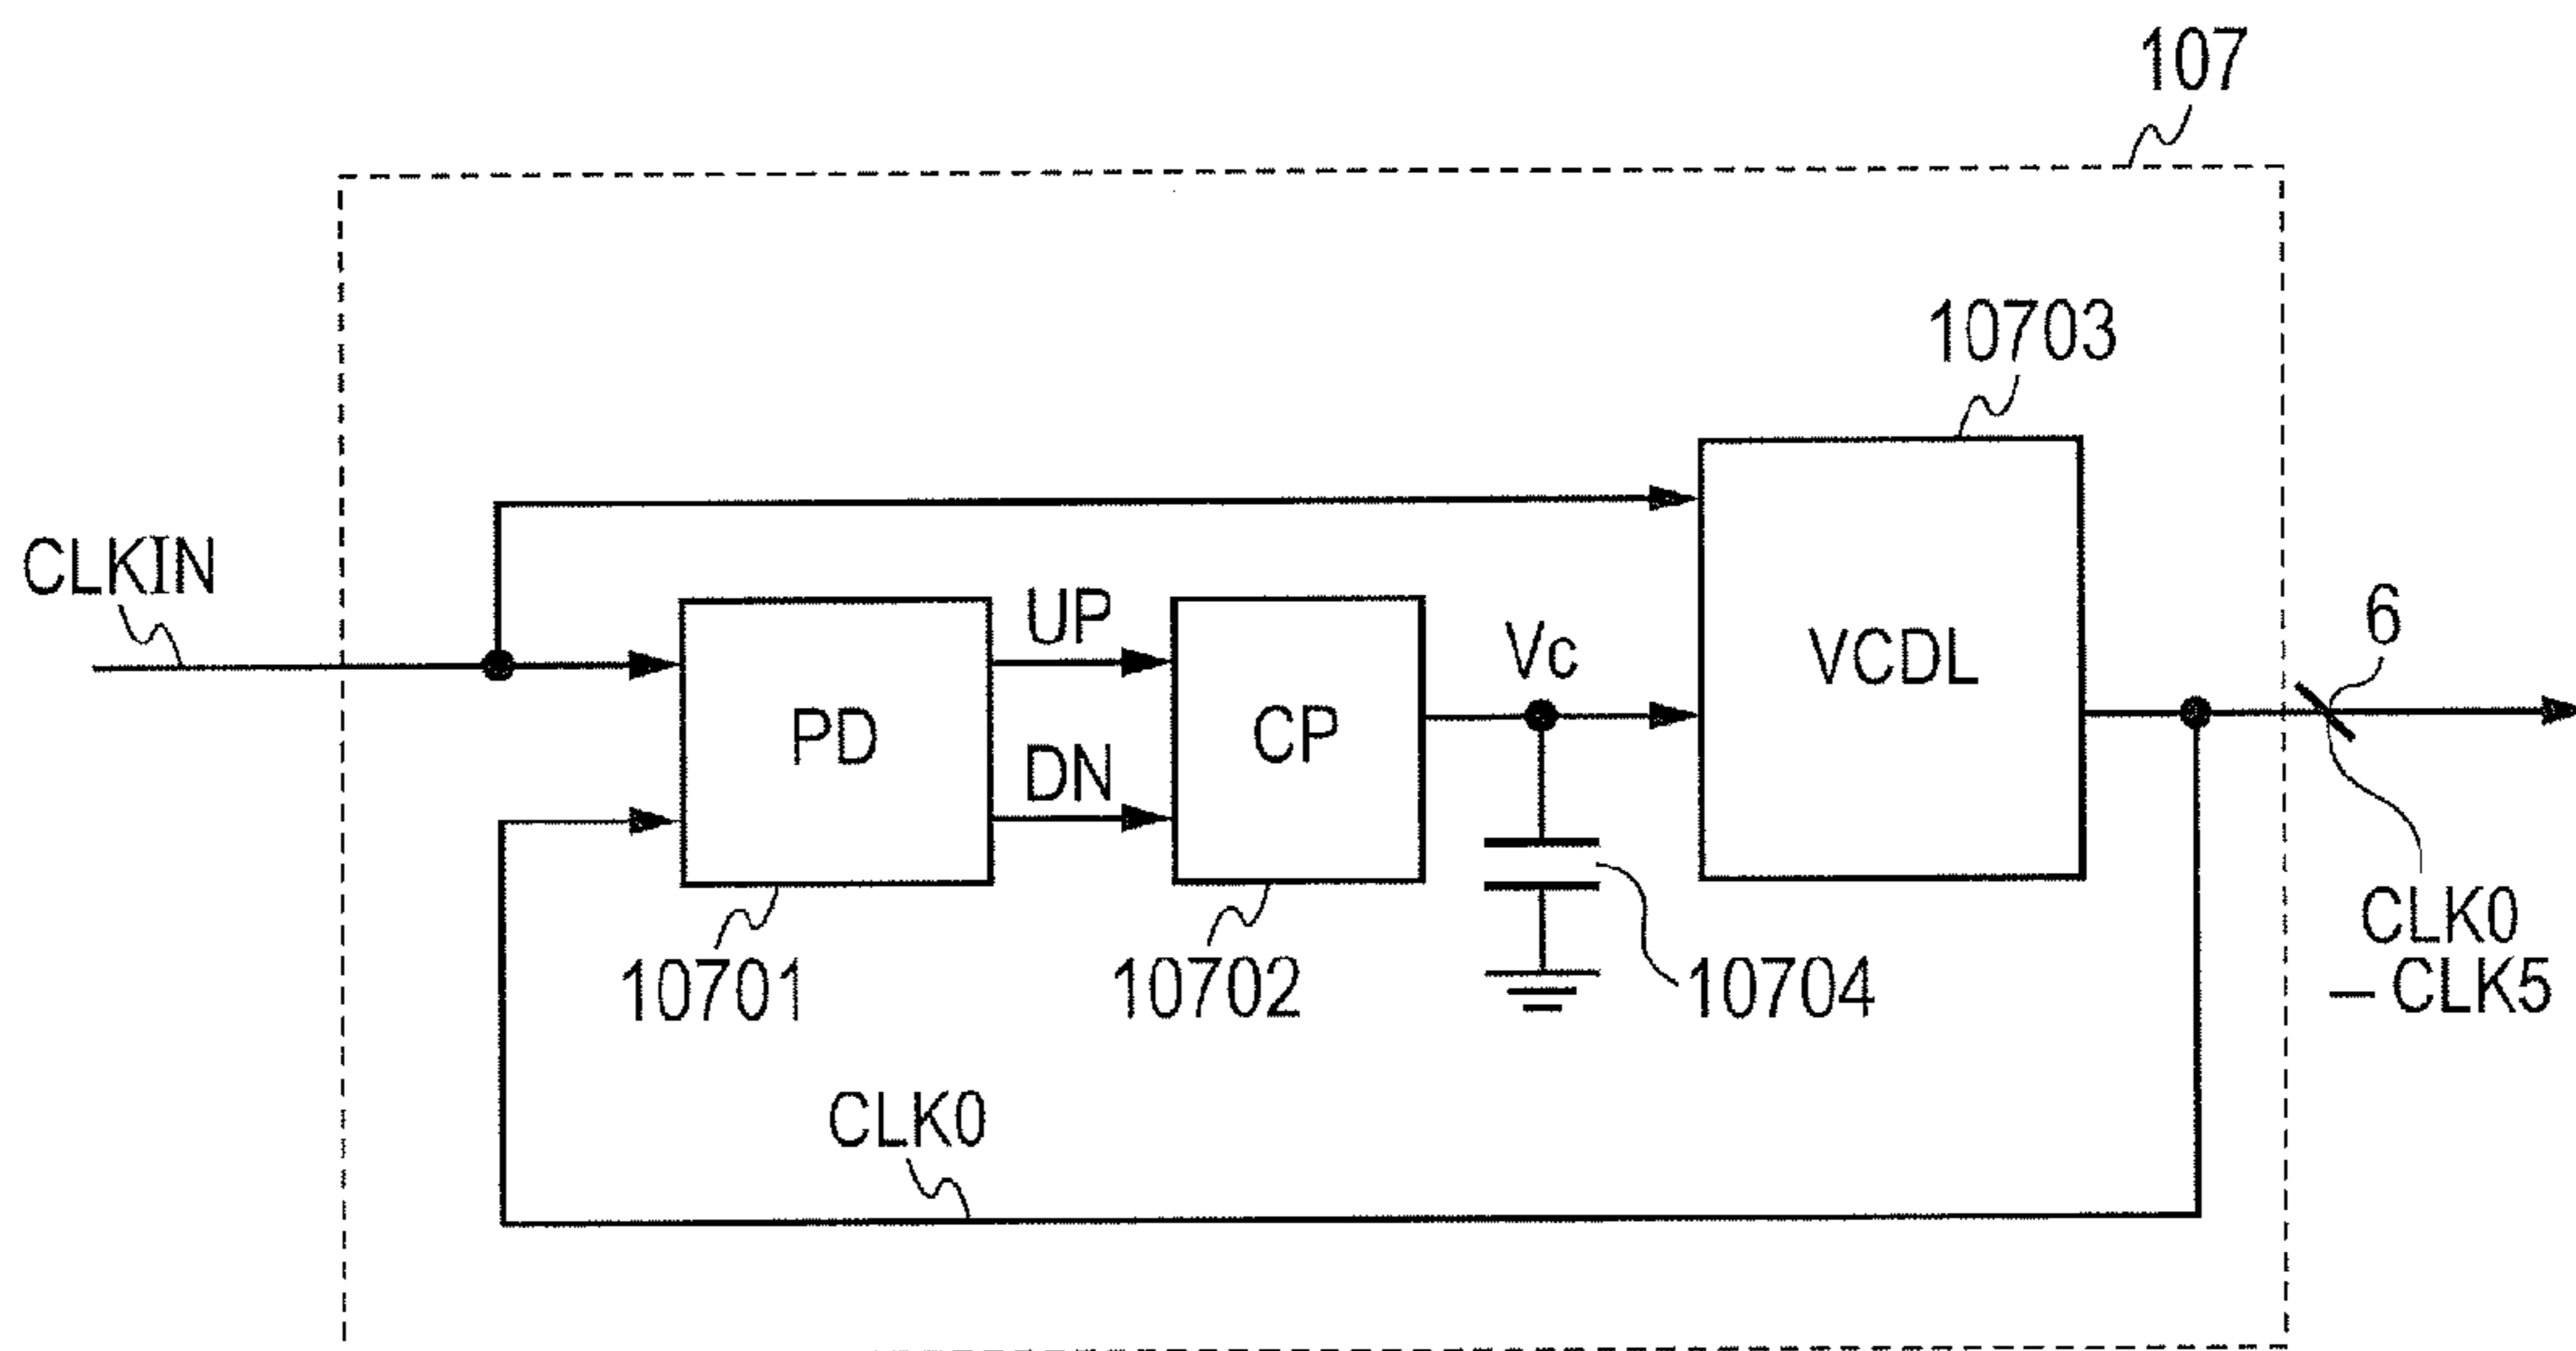 107
10703
CLKIN
UP
Vc
6
VCDL
PD
CP
DN
CLK0
– CLK5
10701
10702
10704
CLK0